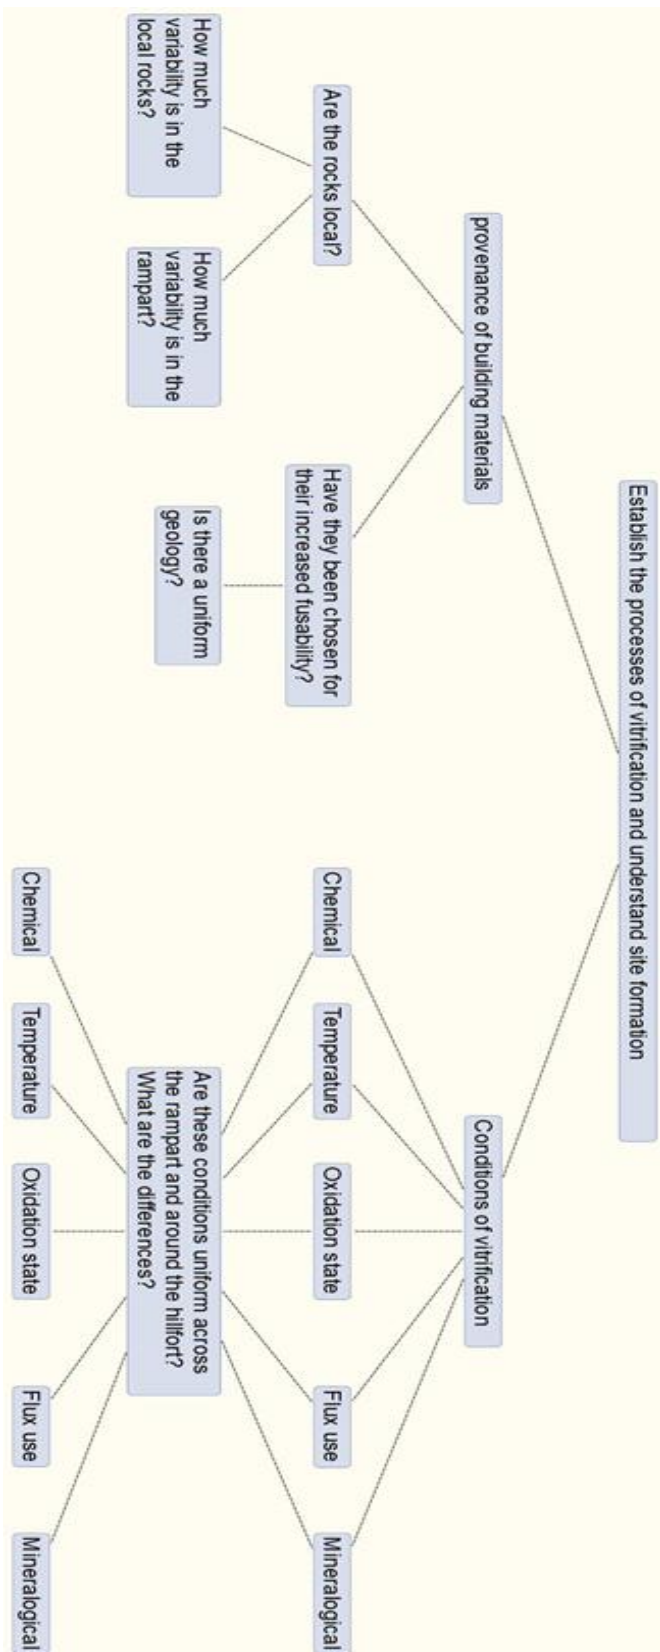 Establish the processes of vitrification and understand site formation
provenance of building materials
Conditions of vitrification
Are the rocks local?
Have they been chosen for
their increased fusability?
Chemical
Temperature
Oxidation state
Flux use
Mineralogical
How much
variability is in the
local rocks?
How much
variability is in the
rampart?
Is there a uniform
geology?
Are these conditions uniform across
the rampart and around the hillfort?
What are the differences?
Chemical
Temperature
Oxidation state
Flux use
Mineralogical